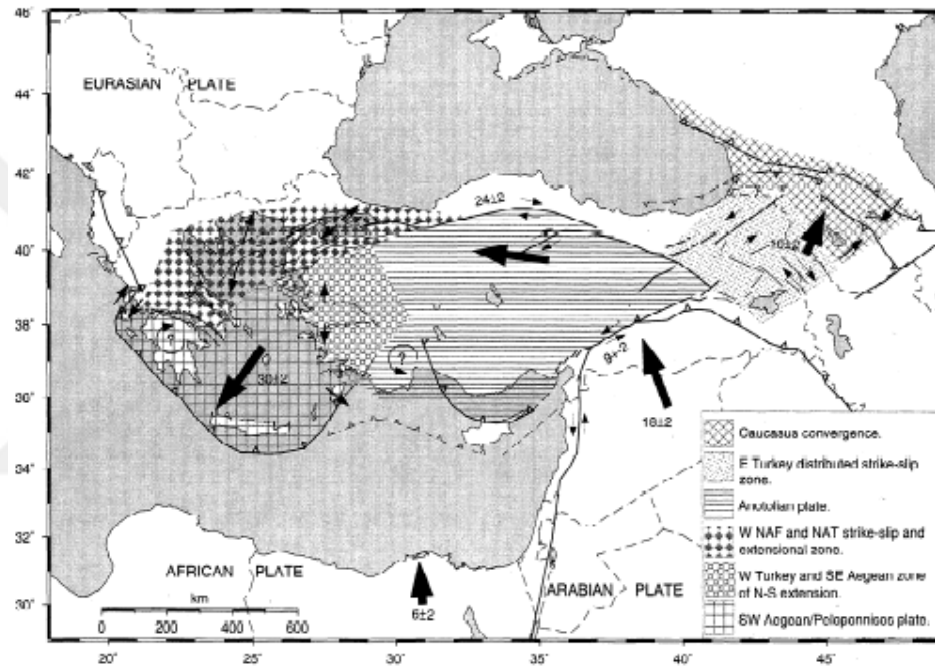 44°
42°
40°
38°
36°
34°
32°
30°
20°
25°
30°
35°
40°
45°
EURASIAN PLATE
24±2
10±2
30±2
?
?
9±2
18±2
6±2
AFRICAN PLATE
ARABIAN PLATE
km
0 200 400 600
Caucasus convergence.
E Turkey distributed strike-slip
zone.
Anatolian plate.
W NAF and NAT strike-slip and
extensional zone.
W Turkey and SE Aegean zone
of N-S extension.
SW Aegean/Peloponnisos plate.